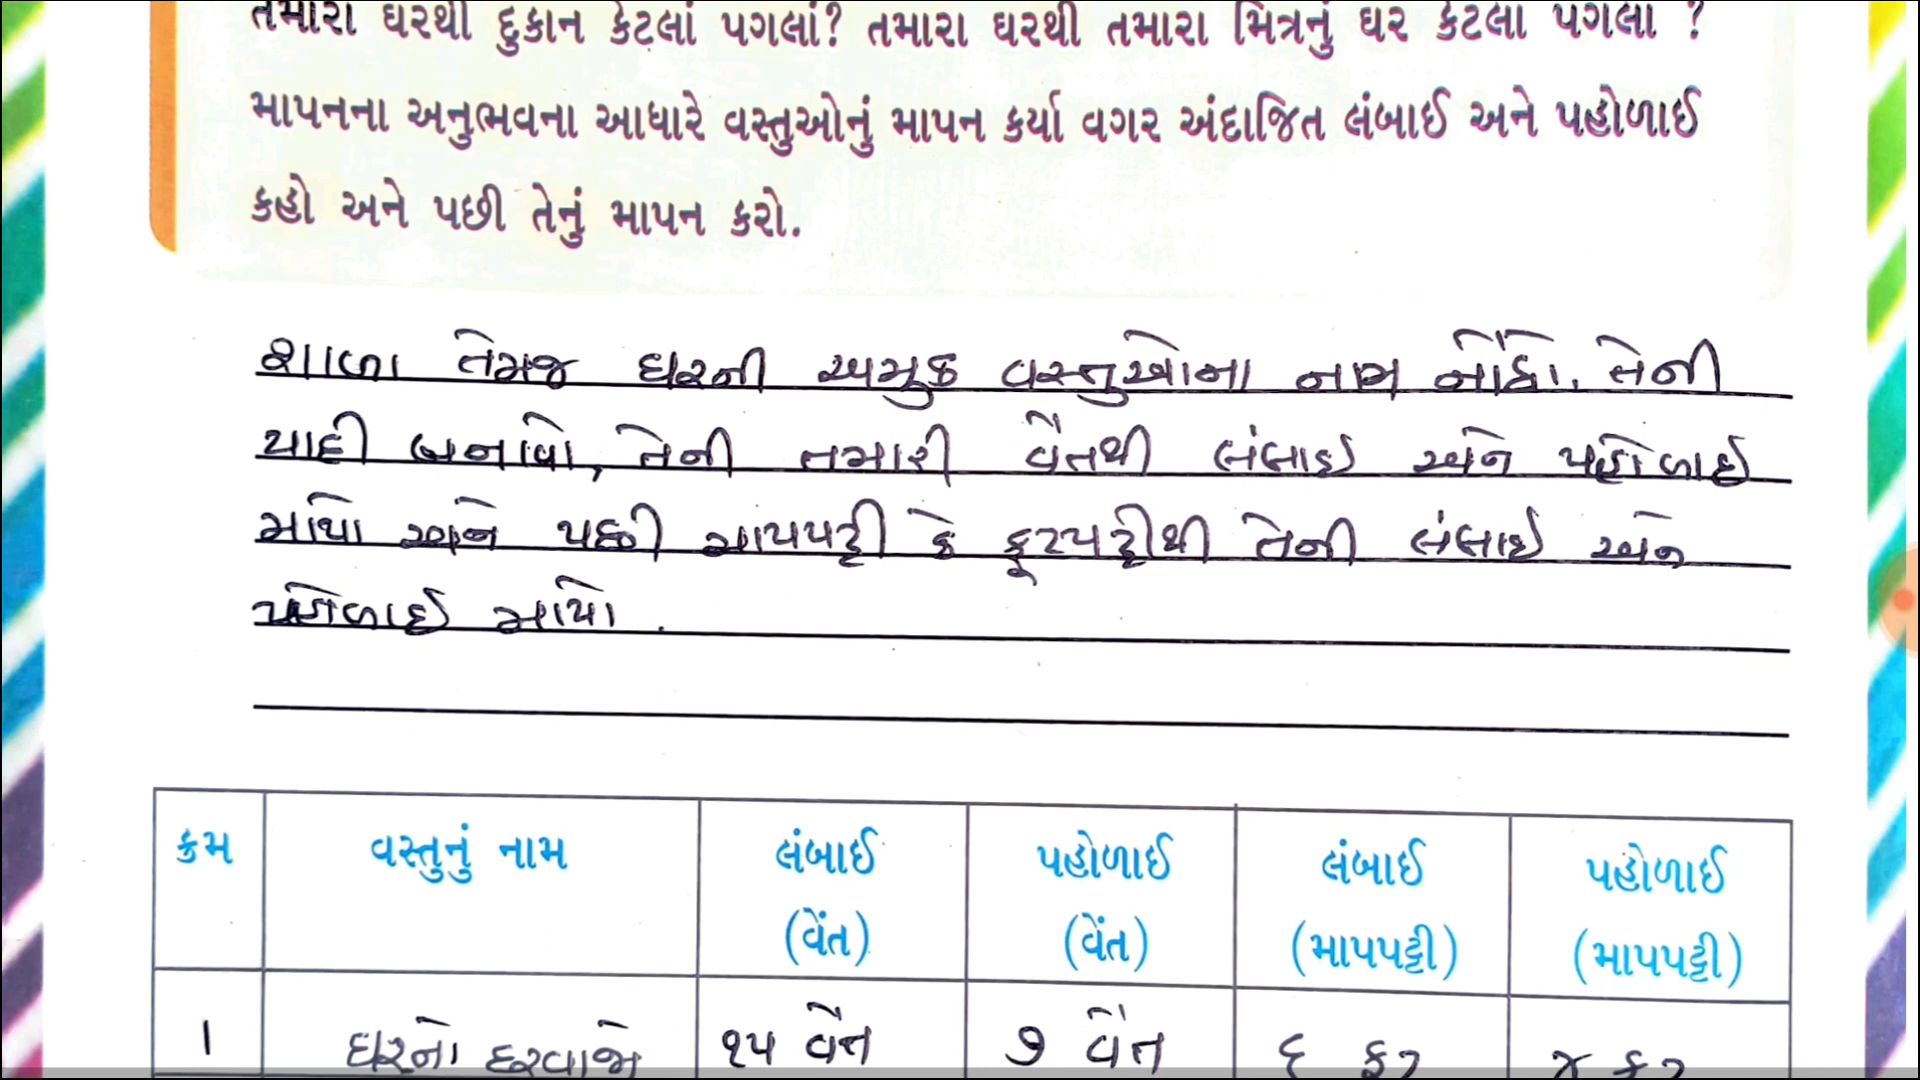 તમારા ઘરથી દુકાન કેટલાં પગલાં? તમારા ઘરથી તમારા મિત્રનું ઘર કેટલા પગલા ?
માપનના અનુભવના આધારે વસ્તુઓનું માપન કર્યા વગર અંદાજિત લંબાઈ અને પહોળાઈ
કહો અને પછી તેનું માપન કરો.
શાળા તેમજ ઘરની અમુક વસ્તુઓના નામ નોંધો. તેની
યાદી બનાવો, તેની તમારી વેંતથી લંબાઈ અને પહોળાઈ
માપો અને પછી માપપટ્ટી કે ફૂટપટ્ટીથી તેની લંબાઈ અને
પહોળાઈ માપો.
ક્રમ વસ્તુનું નામ લંબાઈ (વેંત) પહોળાઈ (વેંત) લંબાઈ (માપપટ્ટી) પહોળાઈ (માપપટ્ટી)
1 ઘરનો દરવાજો ૧૫ વેંત ૭ વેંત ૬ ફુટ ૪ ફુટ